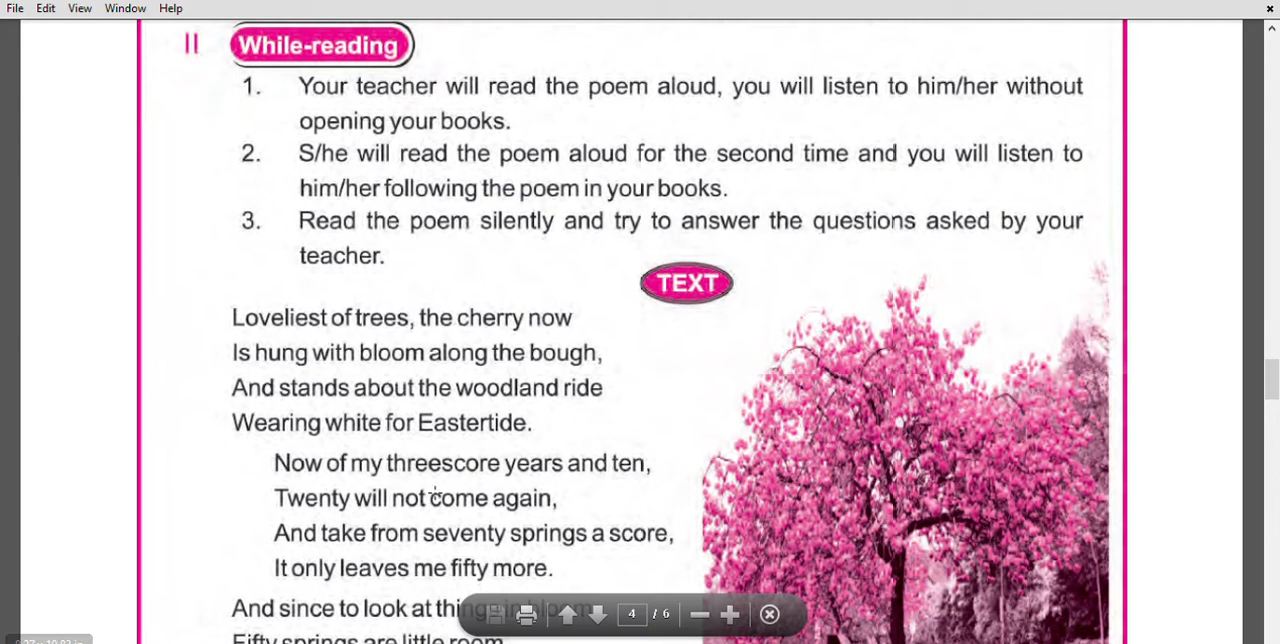 File Edit View Window Help
II While-reading
1. Your teacher will read the poem aloud, you will listen to him/her without
opening your books.
2. S/he will read the poem aloud for the second time and you will listen to
him/her following the poem in your books.
3. Read the poem silently and try to answer the questions asked by your
teacher.
TEXT
Loveliest of trees, the cherry now
Is hung with bloom along the bough,
And stands about the woodland ride
Wearing white for Eastertide.
Now of my threescore years and ten,
Twenty will not come again,
And take from seventy springs a score,
It only leaves me fifty more.
And since to look at things in bloom
Fifty springs are little room
4 / 6